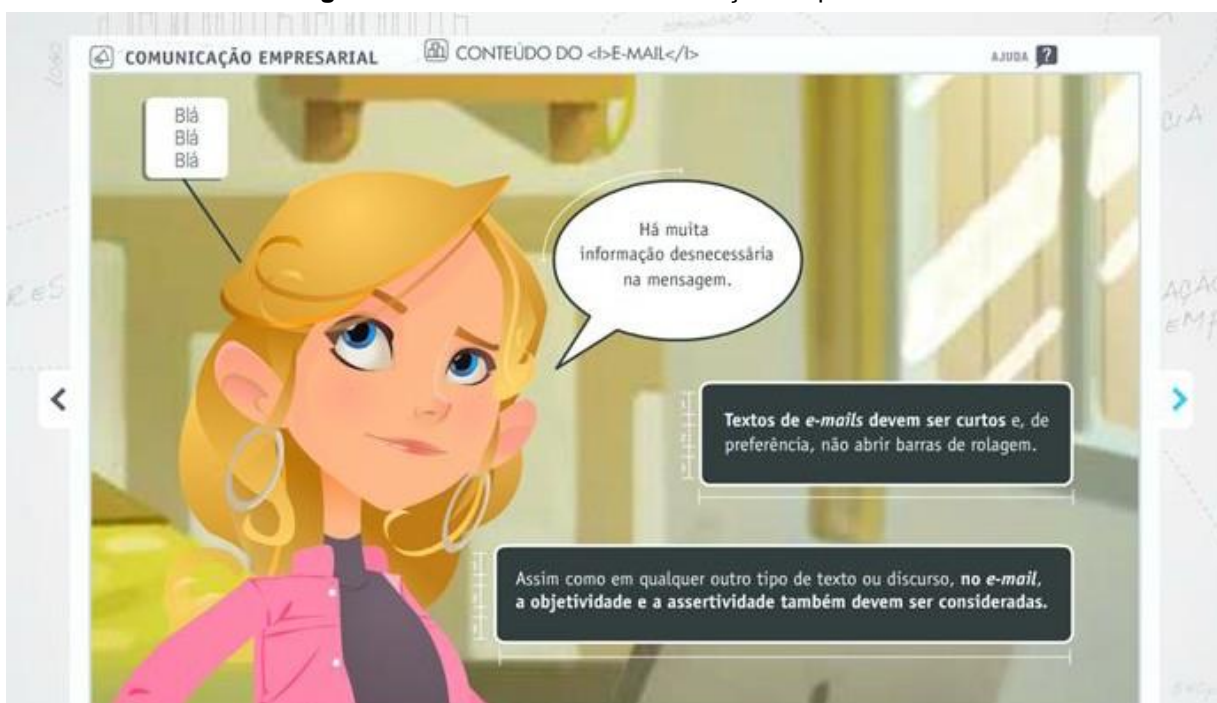 COMUNICAÇÃO EMPRESARIAL
CONTEÚDO DO <I>E-MAIL</I>
AJUDA ?
Blá
Blá
Blá
Há muita
informação desnecessária
na mensagem.
Textos de e-mails devem ser curtos e, de
preferência, não abrir barras de rolagem.
Assim como em qualquer outro tipo de texto ou discurso, no e-mail,
a objetividade e a assertividade também devem ser consideradas.